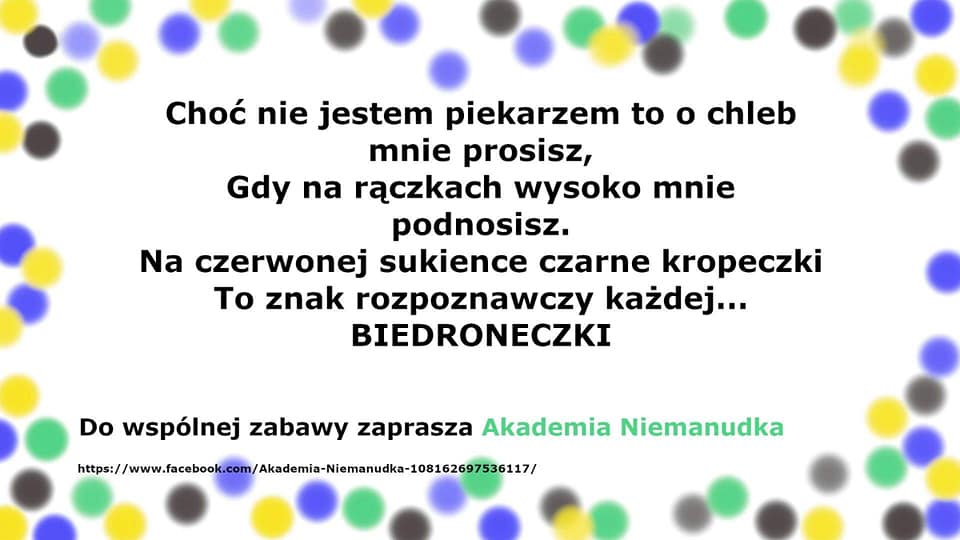 Choć nie jestem piekarzem to o chleb
mnie prosisz,
Gdy na rączkach wysoko mnie
podnosisz.
Na czerwonej sukience czarne kropeczki
To znak rozpoznawczy każdej...
BIEDRONECZKI
Do wspólnej zabawy zaprasza Akademia Niemanudka
https://www.facebook.com/Akademia-Niemanudka-108162697536117/